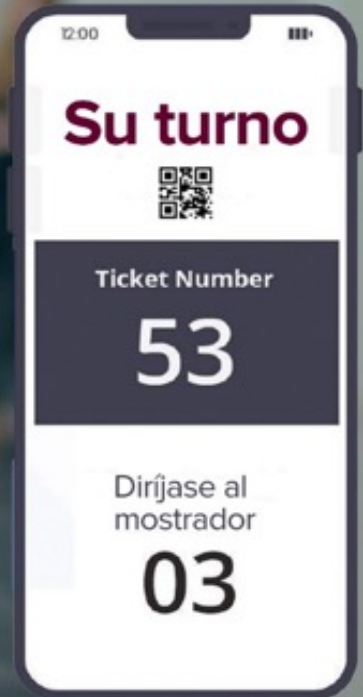 12:00
Su turno
Ticket Number
53
Diríjase al
mostrador
03